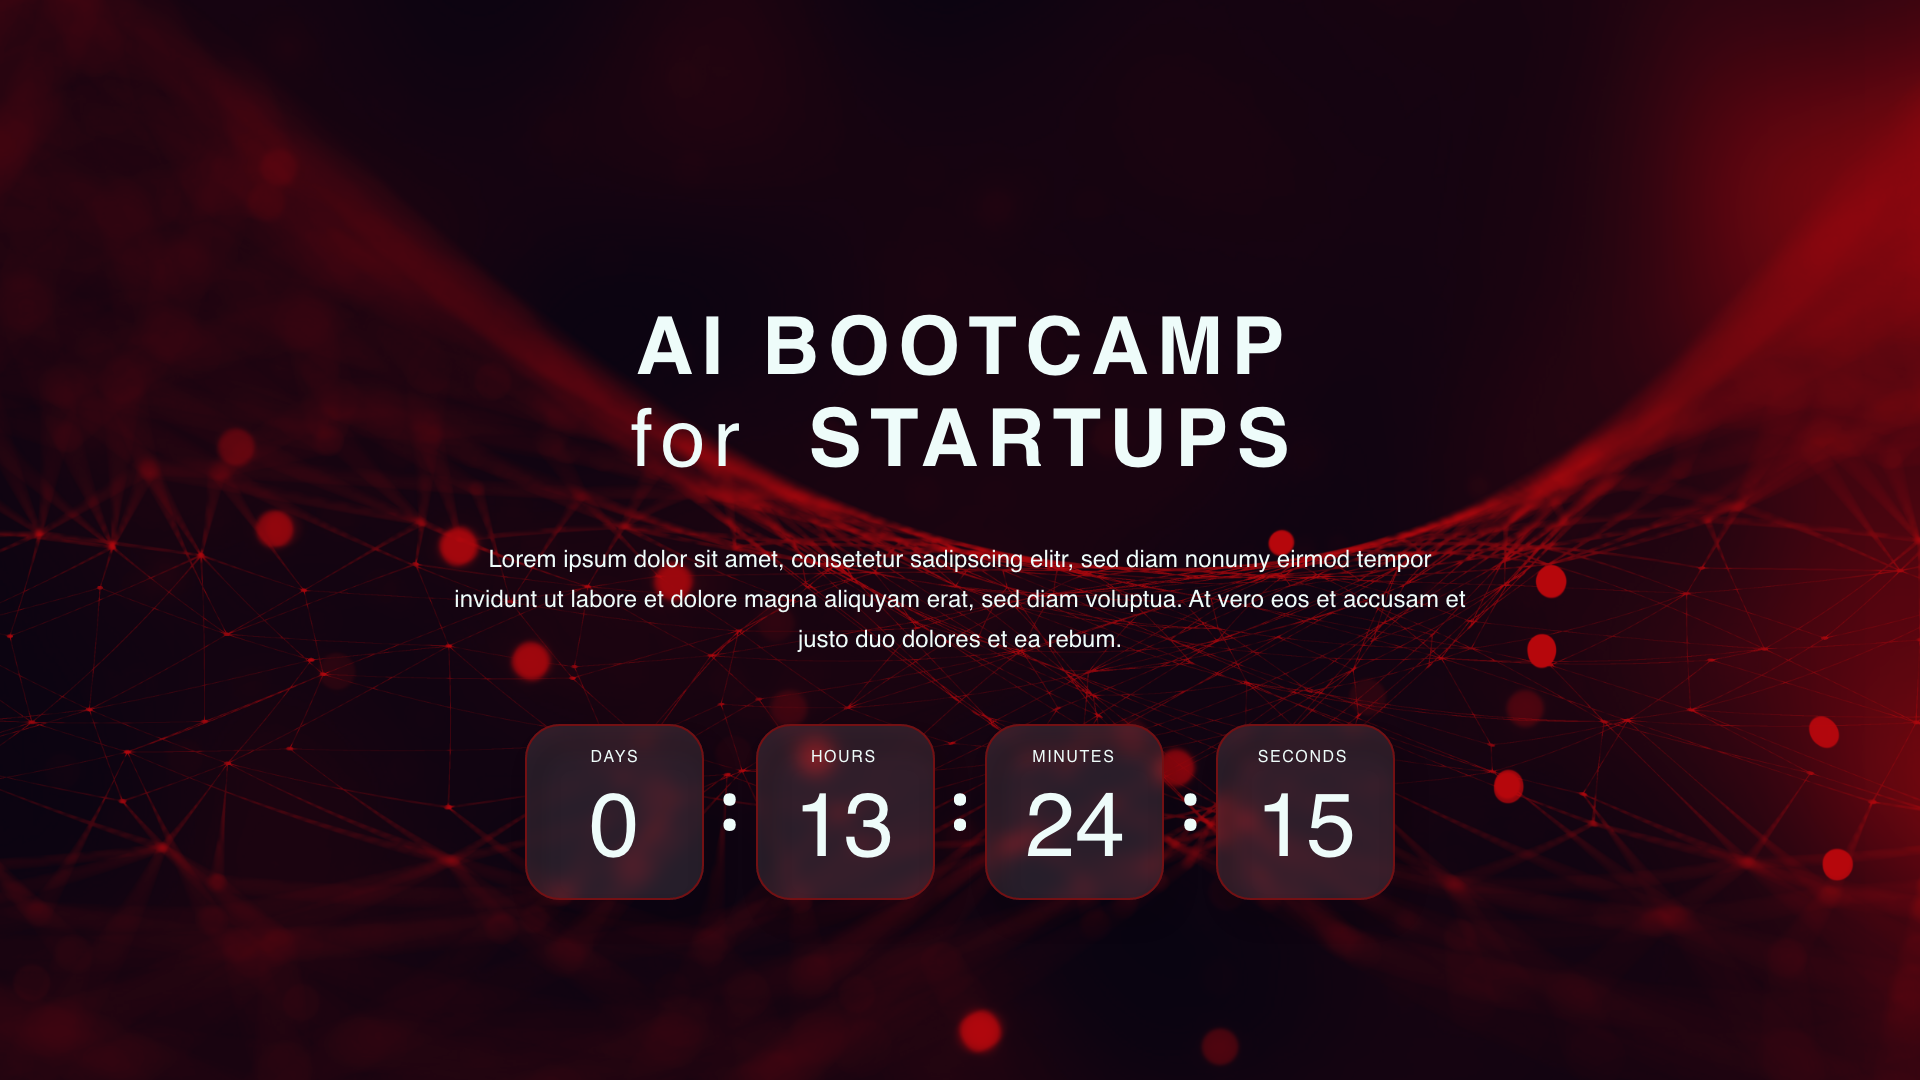 AI BOOTCAMP
for STARTUPS
Lorem ipsum dolor sit amet, consetetur sadipscing elitr, sed diam nonumy eirmod tempor
invidunt ut labore et dolore magna aliquyam erat, sed diam voluptua. At vero eos et accusam et
justo duo dolores et ea rebum.
DAYS HOURS MINUTES SECONDS
0 : 13 : 24 : 15